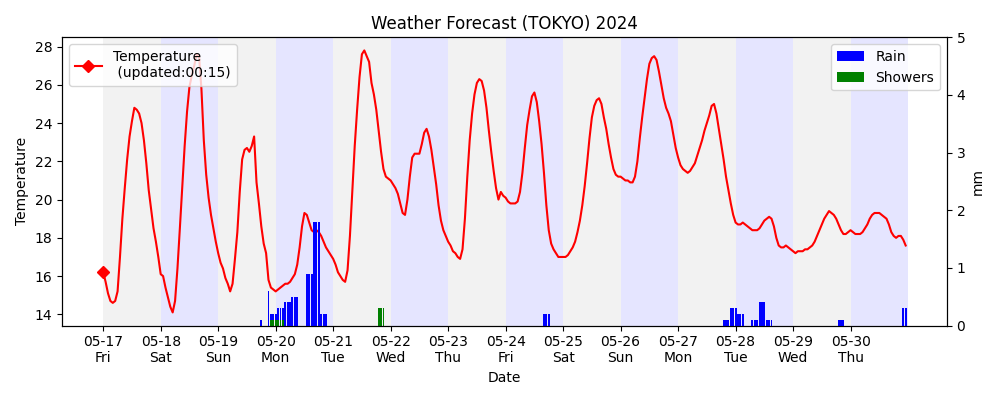 Weather Forecast (TOKYO) 2024
Temperature
(updated:00:15)
Rain
Showers
28
26
24
22
20
18
16
14
Temperature
5
4
3
2
1
0
mm
05-17 05-18 05-19 05-20 05-21 05-22 05-23 05-24 05-25 05-26 05-27 05-28 05-29 05-30
Fri Sat Sun Mon Tue Wed Thu Fri Sat Sun Mon Tue Wed Thu
Date